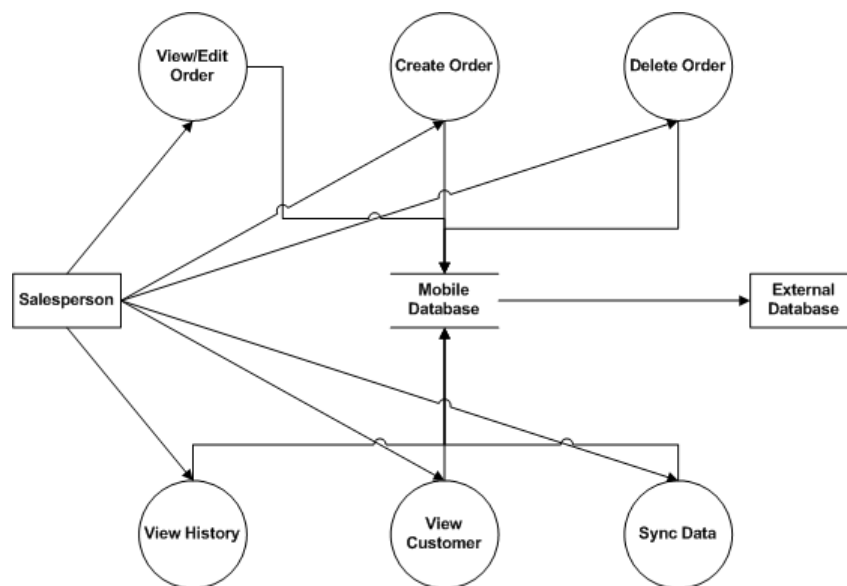 View/Edit
Order
Create Order
Delete Order
Salesperson
Mobile
Database
External
Database
View History
View
Customer
Sync Data